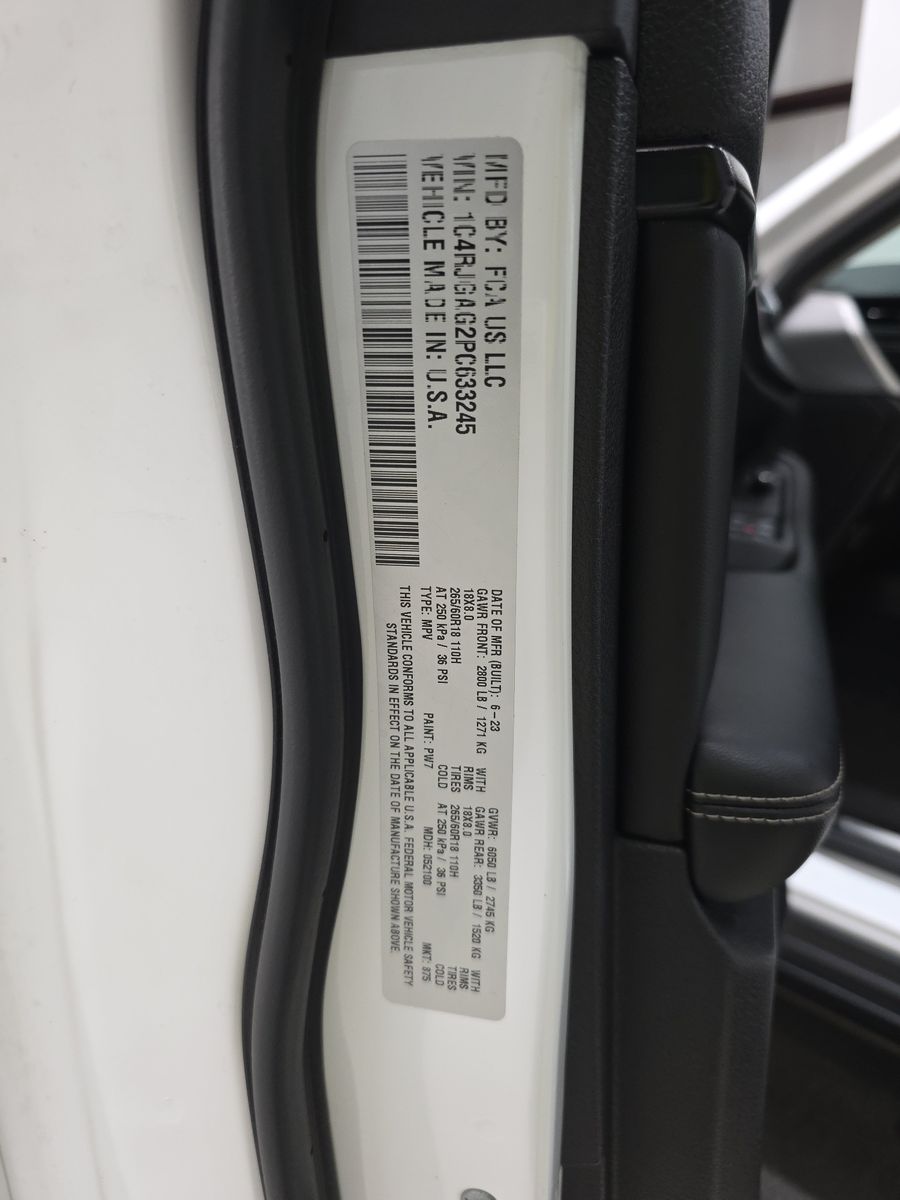 MFD BY: FCA US LLC
VIN: 1C4RJGAG2PC633245
VEHICLE MADE IN: U.S.A.
DATE OF MFR (BUILT): 6-23 GVWR: 6050 LB / 2745 KG
GAWR FRONT: 2800 LB / 1271 KG WITH GAWR REAR: 3350 LB / 1520 KG WITH
18X8.0 RIMS 18X8.0 RIMS
265/60R18 110H TIRES 265/60R18 110H TIRES
AT 250 kPa / 36 PSI COLD AT 250 kPa / 36 PSI COLD
TYPE: MPV PAINT: PW7 MDH: 052100 MKT: 875
THIS VEHICLE CONFORMS TO ALL APPLICABLE U.S.A. FEDERAL MOTOR VEHICLE SAFETY
STANDARDS IN EFFECT ON THE DATE OF MANUFACTURE SHOWN ABOVE.